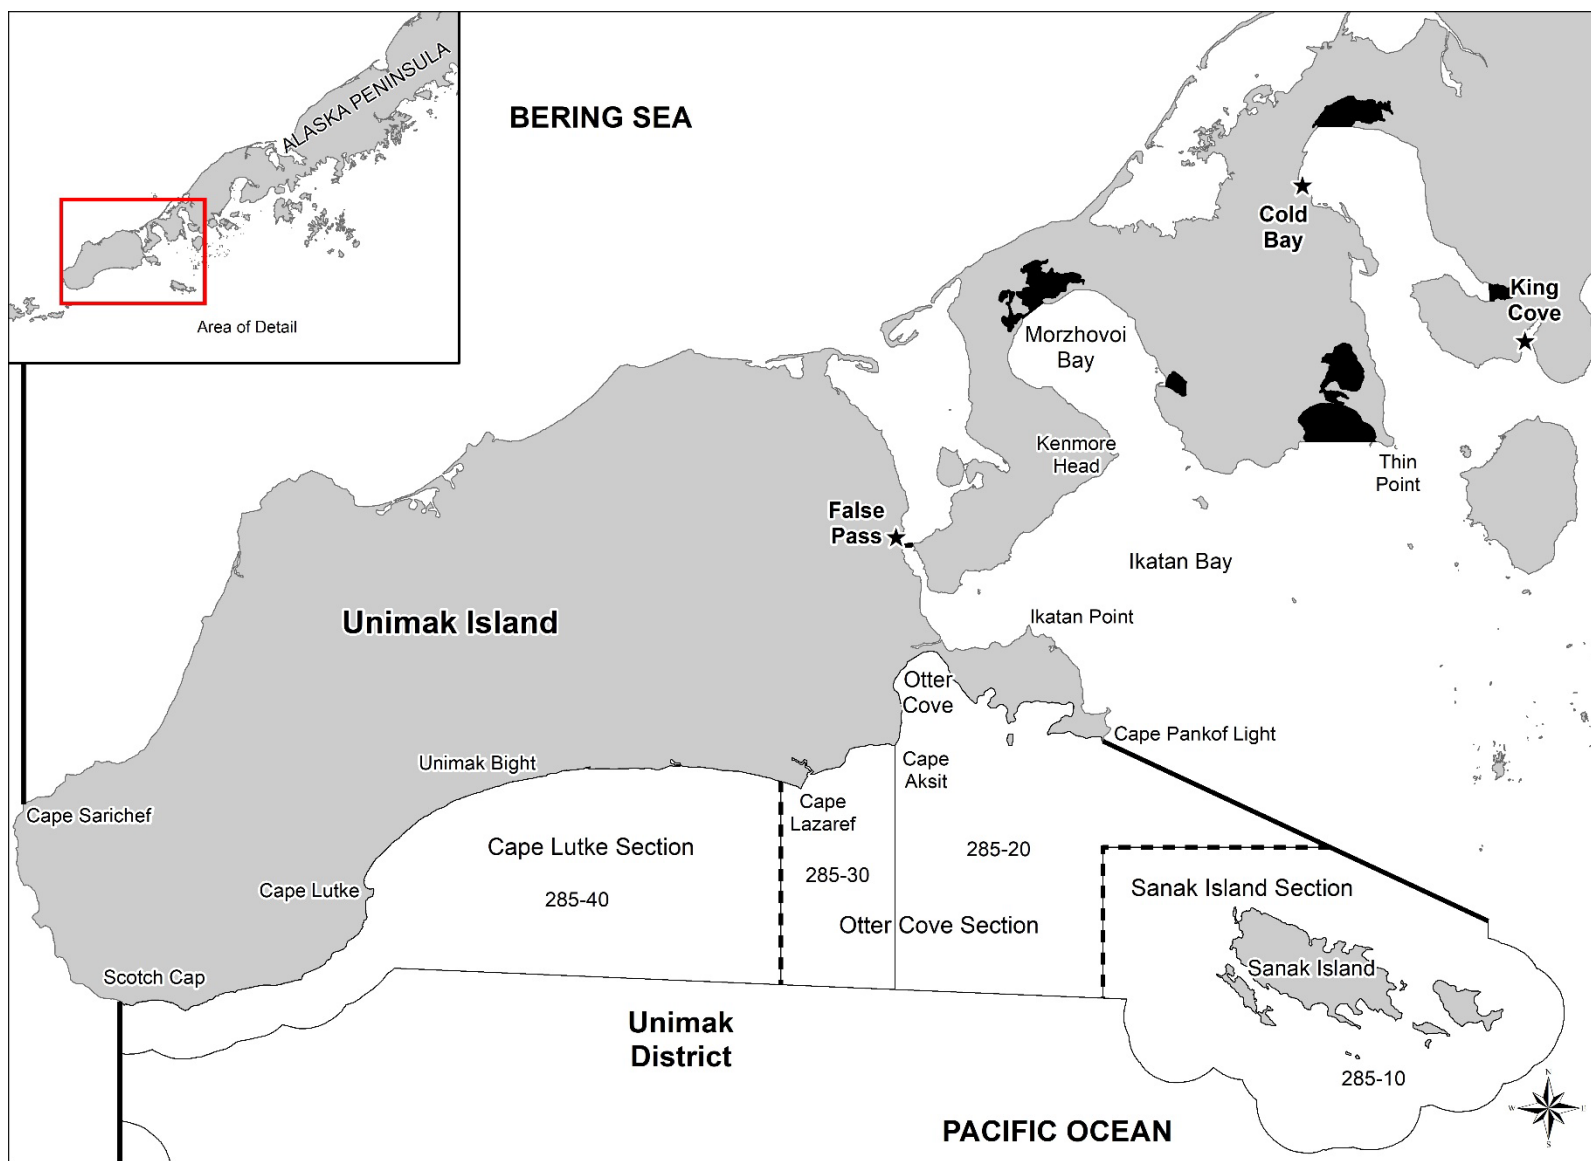 ALASKA PENINSULA
Area of Detail
BERING SEA
Cold
Bay
King
Cove
Morzhovoi
Bay
Kenmore
Head
Thin
Point
False
Pass
Ikatan Bay
Unimak Island
Ikatan Point
Otter
Cove
Cape Pankof Light
Unimak Bight
Cape
Aksit
Cape Sarichef
Cape
Lazaref
Cape Lutke Section
285-20
285-30
Cape Lutke
285-40
Sanak Island Section
Otter Cove Section
Scotch Cap
Sanak Island
Unimak
District
285-10
PACIFIC OCEAN
N
W
E
S